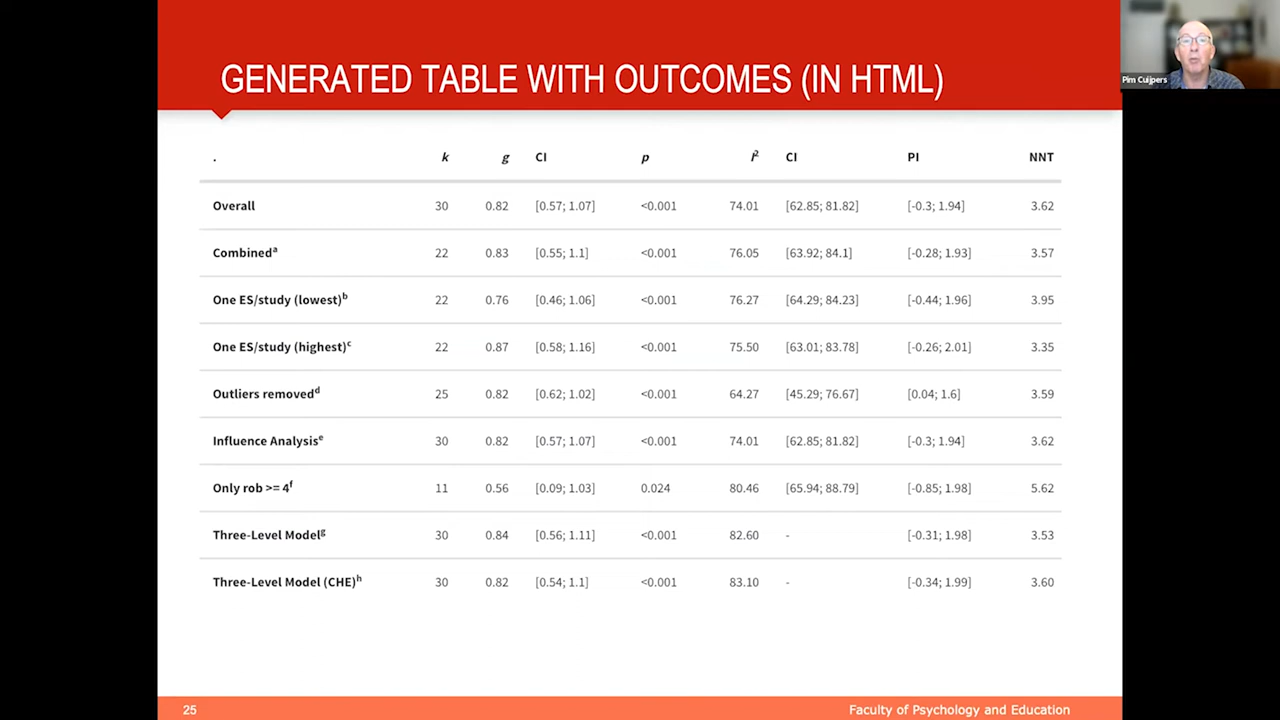 GENERATED TABLE WITH OUTCOMES (IN HTML)
Pim Cuijpers
. k g CI p I² CI PI NNT
Overall 30 0.82 [0.57; 1.07] <0.001 74.01 [62.85; 81.82] [-0.3; 1.94] 3.62
Combinedᵃ 22 0.83 [0.55; 1.1] <0.001 76.05 [63.92; 84.1] [-0.28; 1.93] 3.57
One ES/study (lowest)ᵇ 22 0.76 [0.46; 1.06] <0.001 76.27 [64.29; 84.23] [-0.44; 1.96] 3.95
One ES/study (highest)ᶜ 22 0.87 [0.58; 1.16] <0.001 75.50 [63.01; 83.78] [-0.26; 2.01] 3.35
Outliers removedᵈ 25 0.82 [0.62; 1.02] <0.001 64.27 [45.29; 76.67] [0.04; 1.6] 3.59
Influence Analysisᵉ 30 0.82 [0.57; 1.07] <0.001 74.01 [62.85; 81.82] [-0.3; 1.94] 3.62
Only rob >= 4ᶠ 11 0.56 [0.09; 1.03] 0.024 80.46 [65.94; 88.79] [-0.85; 1.98] 5.62
Three-Level Modelᵍ 30 0.84 [0.56; 1.11] <0.001 82.60 - [-0.31; 1.98] 3.53
Three-Level Model (CHE)ʰ 30 0.82 [0.54; 1.1] <0.001 83.10 - [-0.34; 1.99] 3.60
25 Faculty of Psychology and Education